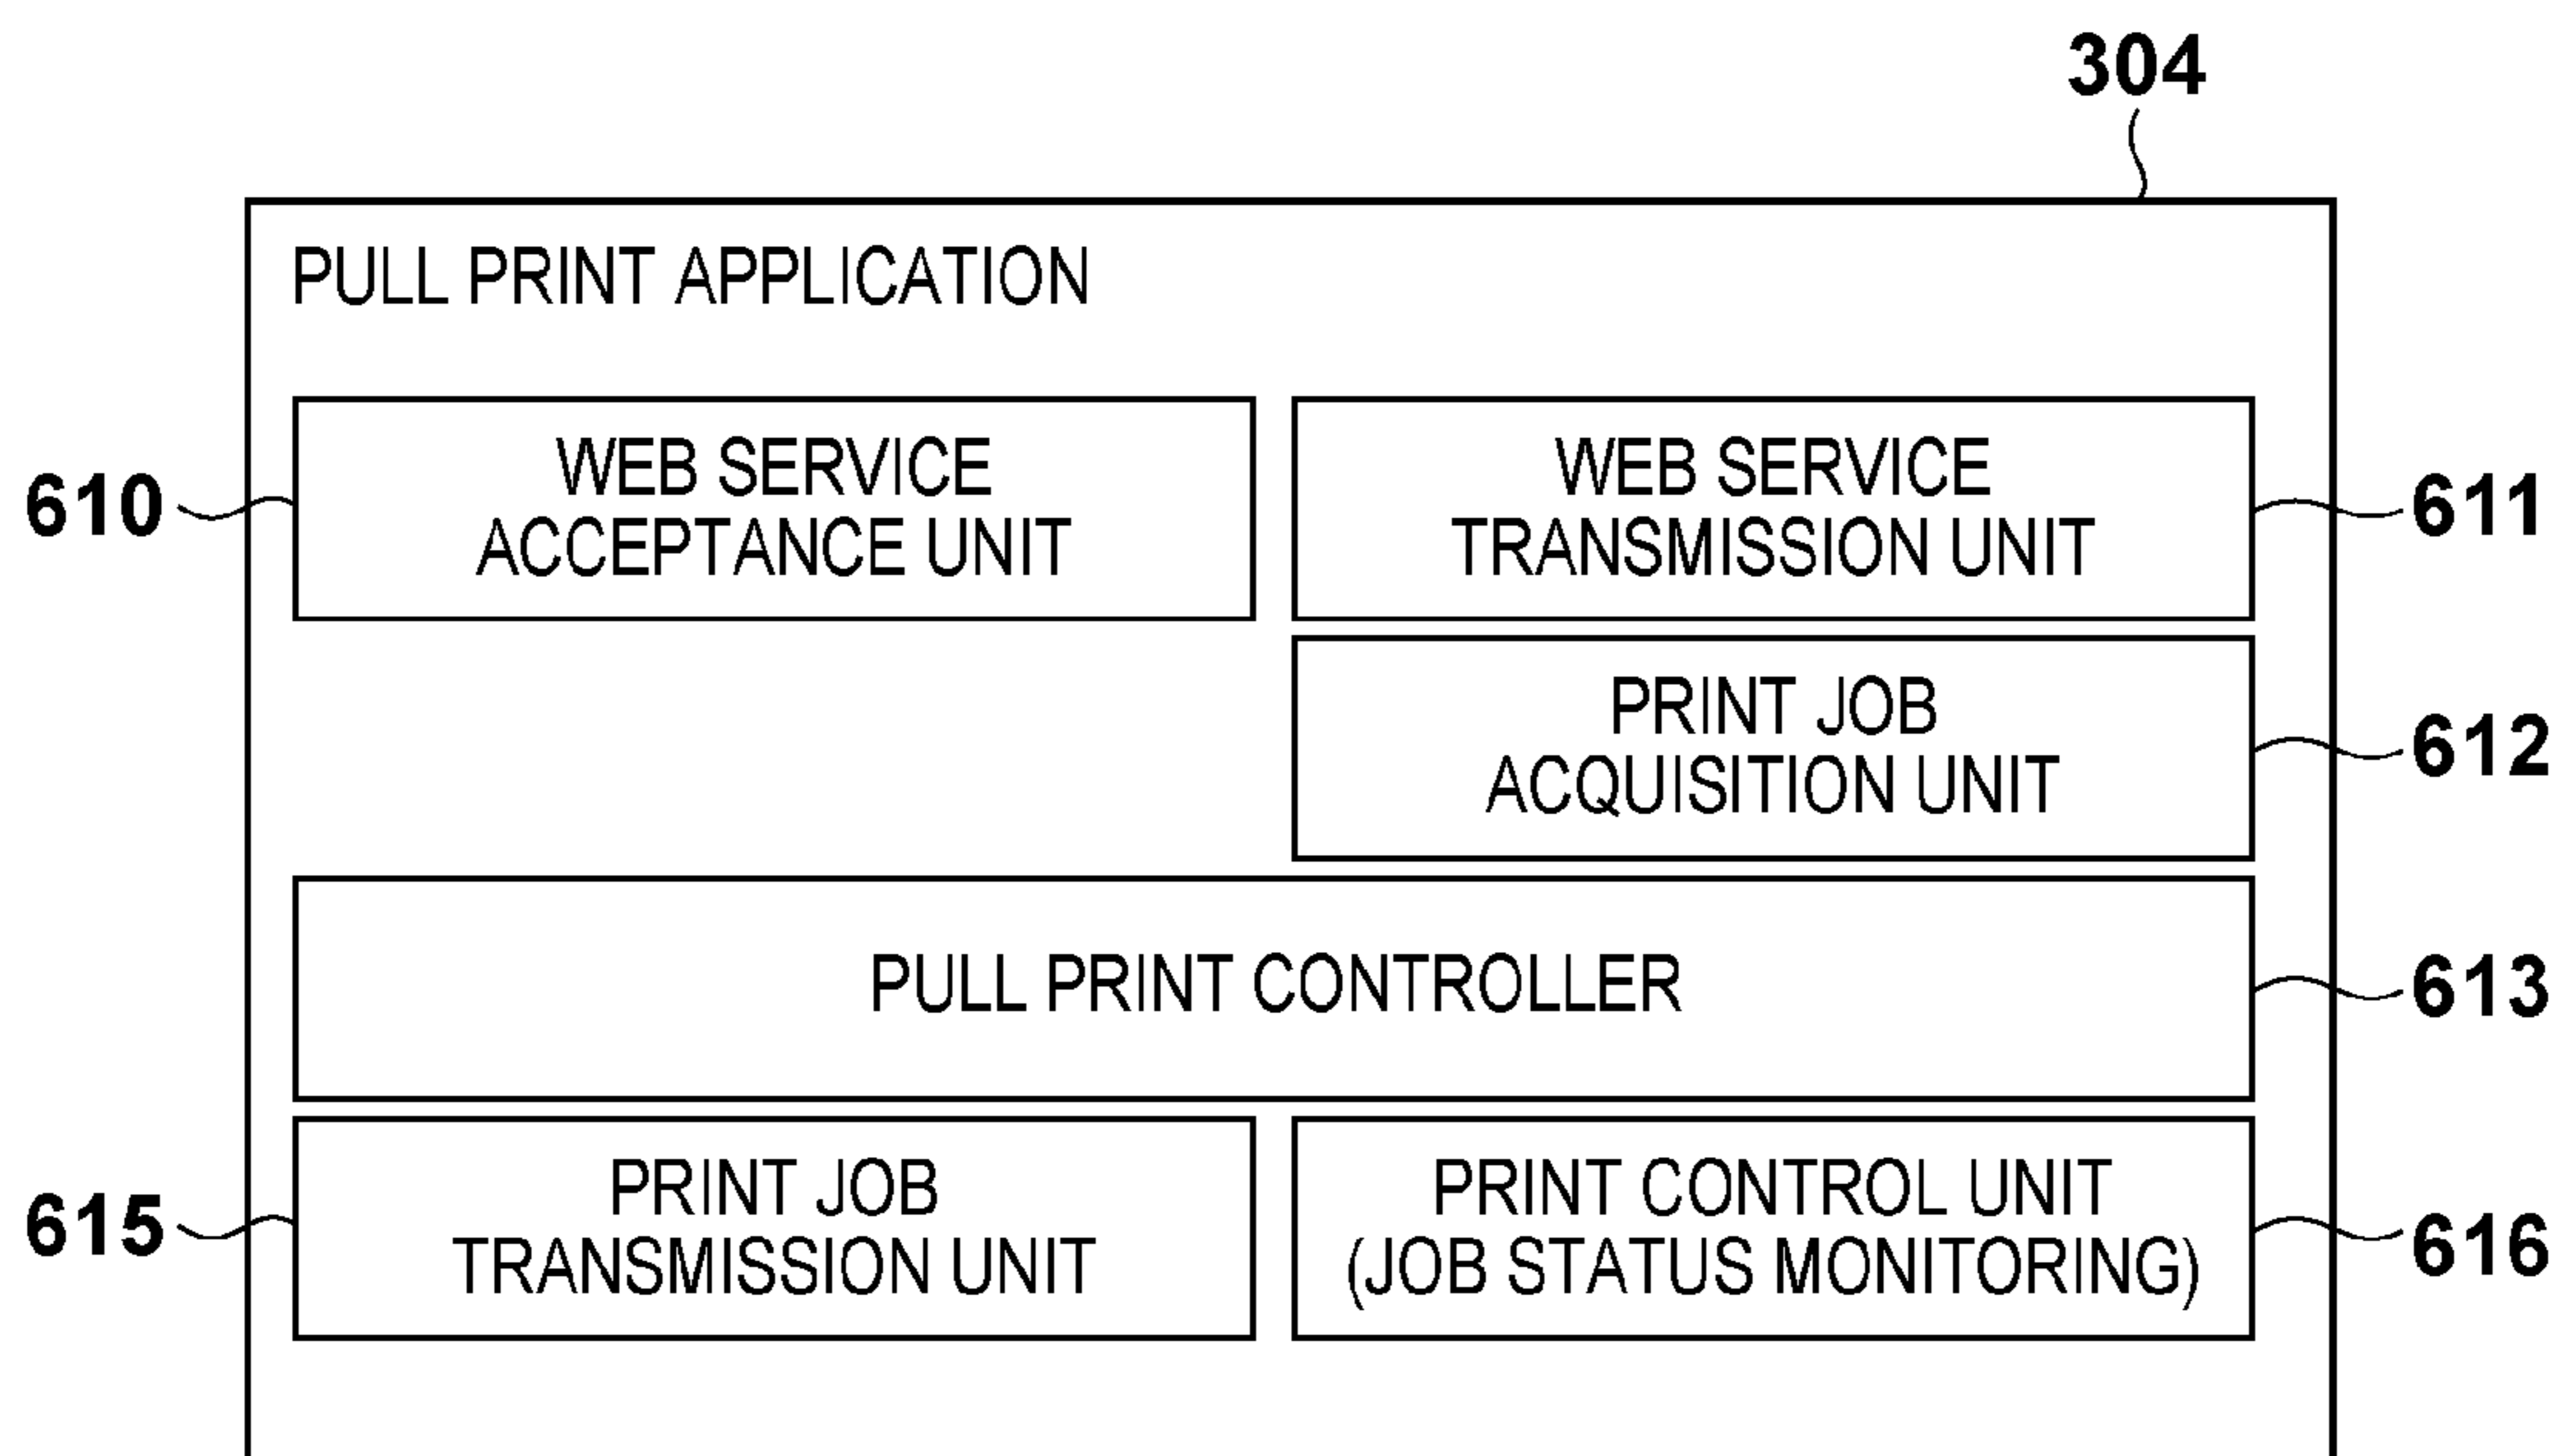 304
PULL PRINT APPLICATION
610
WEB SERVICE
ACCEPTANCE UNIT
WEB SERVICE
TRANSMISSION UNIT
611
PRINT JOB
ACQUISITION UNIT
612
PULL PRINT CONTROLLER
613
615
PRINT JOB
TRANSMISSION UNIT
PRINT CONTROL UNIT
(JOB STATUS MONITORING)
616